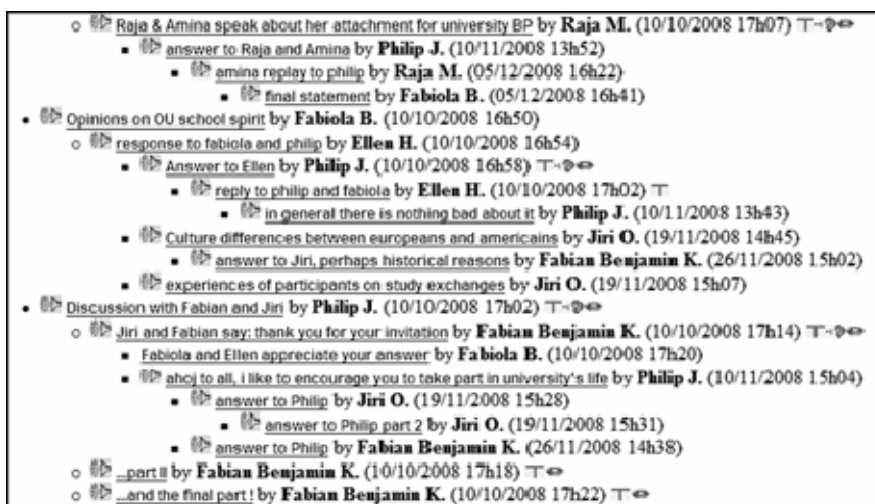 Raja & Amina speak about her attachment for university BP by Raja M. (10/10/2008 17h07)
answer to Raja and Amina by Philip J. (10/11/2008 13h52)
amina replay to philip by Raja M. (05/12/2008 16h22)
final statement by Fabiola B. (05/12/2008 16h41)
Opinions on OU school spirit by Fabiola B. (10/10/2008 16h50)
response to fabiola and philip by Ellen H. (10/10/2008 16h54)
Answer to Ellen by Philip J. (10/10/2008 16h58)
reply to philip and fabiola by Ellen H. (10/10/2008 17h02)
in general there is nothing bad about it by Philip J. (10/11/2008 13h43)
Culture differences between europeans and americains by Jiri O. (19/11/2008 14h45)
answer to Jiri, perhaps historical reasons by Fabian Benjamin K. (26/11/2008 15h02)
experiences of participants on study exchanges by Jiri O. (19/11/2008 15h07)
Discussion with Fabian and Jiri by Philip J. (10/10/2008 17h02)
Jiri and Fabian say: thank you for your invitation by Fabian Benjamin K. (10/10/2008 17h14)
Fabiola and Ellen appreciate your answer by Fabiola B. (10/10/2008 17h20)
ahoj to all, i like to encourage you to take part in university's life by Philip J. (10/11/2008 15h04)
answer to Philip by Jiri O. (19/11/2008 15h28)
answer to Philip part 2 by Jiri O. (19/11/2008 15h31)
answer to Philip by Fabian Benjamin K. (26/11/2008 14h38)
...part II by Fabian Benjamin K. (10/10/2008 17h18)
...and the final part ! by Fabian Benjamin K. (10/10/2008 17h22)